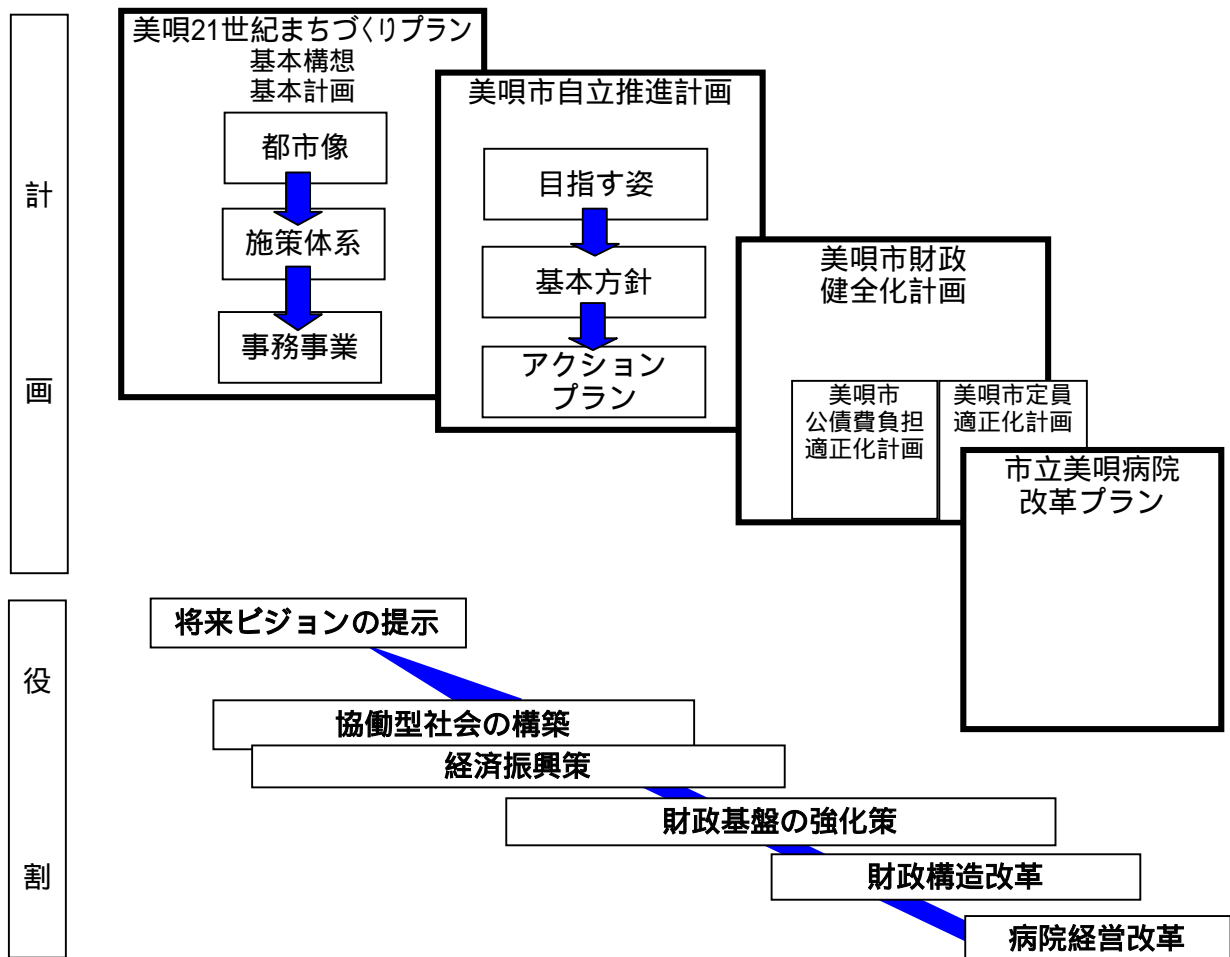 計
画
美唄21世紀まちづくりプラン
基本構想
基本計画
都市像
施策体系
事務事業
美唄市自立推進計画
目指す姿
基本方針
アクション
プラン
美唄市財政
健全化計画
美唄市
公債費負担
適正化計画
美唄市定員
適正化計画
市立美唄病院
改革プラン
役
割
将来ビジョンの提示
協働型社会の構築
経済振興策
財政基盤の強化策
財政構造改革
病院経営改革